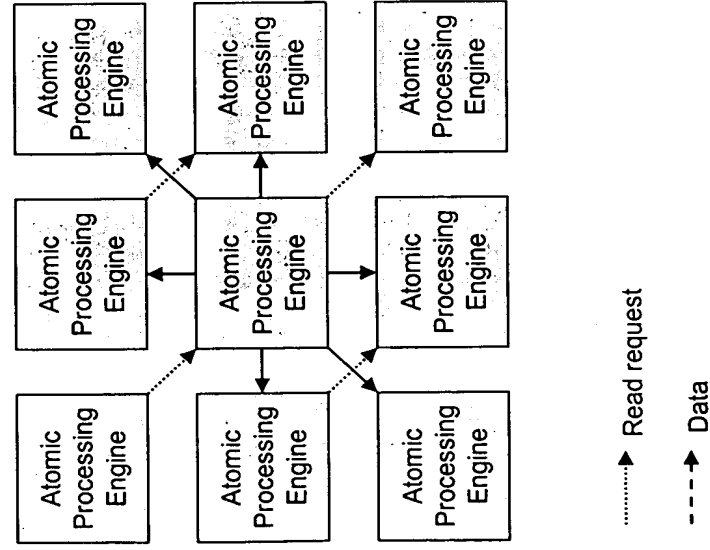 Atomic
Processing
Engine
Atomic
Processing
Engine
Atomic
Processing
Engine
Atomic
Processing
Engine
Atomic
Processing
Engine
Atomic
Processing
Engine
Atomic
Processing
Engine
Atomic
Processing
Engine
Atomic
Processing
Engine
Read request
Data